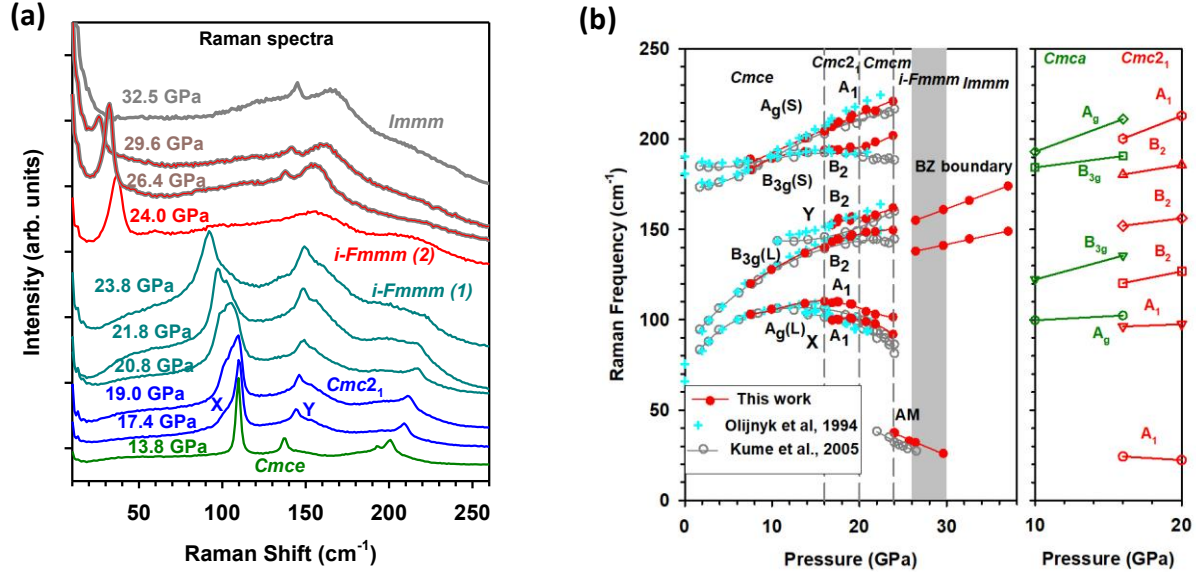 (a)
Raman spectra
32.5 GPa
Immm
29.6 GPa
26.4 GPa
24.0 GPa
i-Fmmm (2)
23.8 GPa
i-Fmmm (1)
21.8 GPa
20.8 GPa
19.0 GPa
Cmc2₁
X
Y
17.4 GPa
13.8 GPa
Cmce
Intensity (arb. units)
50 100 150 200 250
Raman Shift (cm⁻¹)
(b)
250
200
150
100
50
0
Raman Frequency (cm⁻¹)
Cmce
Cmc2₁
Cmcm
i-Fmmm
Immm
A₁
Ag(S)
B₂
B₃g(S)
BZ boundary
Y
B₂
B₃g(L)
B₂
A₁
Ag(L)
X
A₁
AM
This work
Olijnyk et al, 1994
Kume et al., 2005
0 10 20 30
Pressure (GPa)
Cmca
Cmc2₁
Ag
A₁
B₃g
B₂
B₂
B₃g
B₂
Ag
A₁
A₁
10 20
Pressure (GPa)